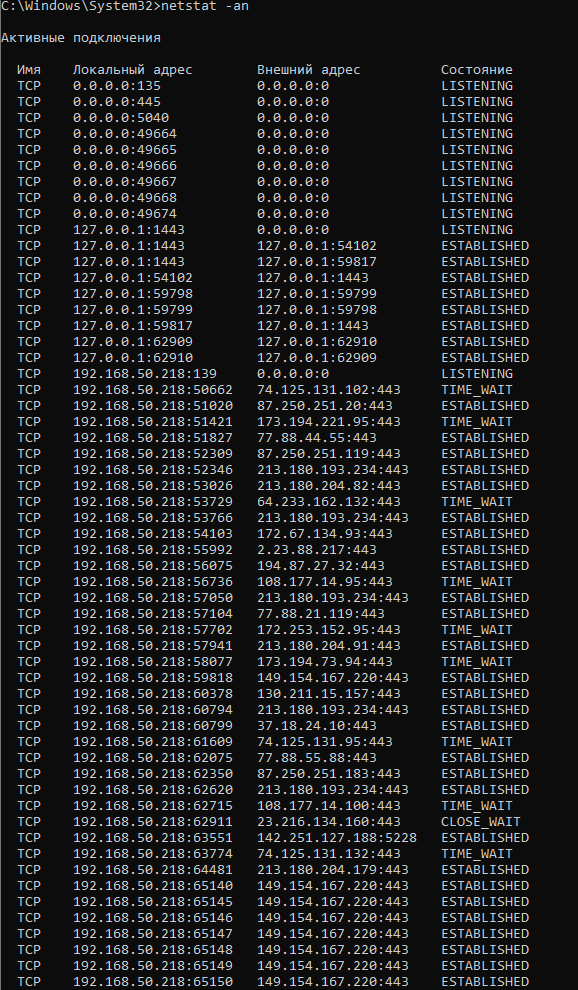 C:\Windows\System32>netstat -an
Активные подключения
Имя Локальный адрес Внешний адрес Состояние
TCP 0.0.0.0:135 0.0.0.0:0 LISTENING
TCP 0.0.0.0:445 0.0.0.0:0 LISTENING
TCP 0.0.0.0:5040 0.0.0.0:0 LISTENING
TCP 0.0.0.0:49664 0.0.0.0:0 LISTENING
TCP 0.0.0.0:49665 0.0.0.0:0 LISTENING
TCP 0.0.0.0:49666 0.0.0.0:0 LISTENING
TCP 0.0.0.0:49667 0.0.0.0:0 LISTENING
TCP 0.0.0.0:49668 0.0.0.0:0 LISTENING
TCP 0.0.0.0:49674 0.0.0.0:0 LISTENING
TCP 127.0.0.1:1443 0.0.0.0:0 LISTENING
TCP 127.0.0.1:1443 127.0.0.1:54102 ESTABLISHED
TCP 127.0.0.1:1443 127.0.0.1:59817 ESTABLISHED
TCP 127.0.0.1:54102 127.0.0.1:1443 ESTABLISHED
TCP 127.0.0.1:59798 127.0.0.1:59799 ESTABLISHED
TCP 127.0.0.1:59799 127.0.0.1:59798 ESTABLISHED
TCP 127.0.0.1:59817 127.0.0.1:1443 ESTABLISHED
TCP 127.0.0.1:62909 127.0.0.1:62910 ESTABLISHED
TCP 127.0.0.1:62910 127.0.0.1:62909 ESTABLISHED
TCP 192.168.50.218:139 0.0.0.0:0 LISTENING
TCP 192.168.50.218:50662 74.125.131.102:443 TIME_WAIT
TCP 192.168.50.218:51020 87.250.251.20:443 ESTABLISHED
TCP 192.168.50.218:51421 173.194.221.95:443 TIME_WAIT
TCP 192.168.50.218:51827 77.88.44.55:443 ESTABLISHED
TCP 192.168.50.218:52309 87.250.251.119:443 ESTABLISHED
TCP 192.168.50.218:52346 213.180.193.234:443 ESTABLISHED
TCP 192.168.50.218:53026 213.180.204.82:443 ESTABLISHED
TCP 192.168.50.218:53729 64.233.162.132:443 TIME_WAIT
TCP 192.168.50.218:53766 213.180.193.234:443 ESTABLISHED
TCP 192.168.50.218:54103 172.67.134.93:443 ESTABLISHED
TCP 192.168.50.218:55992 2.23.88.217:443 ESTABLISHED
TCP 192.168.50.218:56075 194.87.27.32:443 ESTABLISHED
TCP 192.168.50.218:56736 108.177.14.95:443 TIME_WAIT
TCP 192.168.50.218:57050 213.180.193.234:443 ESTABLISHED
TCP 192.168.50.218:57104 77.88.21.119:443 ESTABLISHED
TCP 192.168.50.218:57702 172.253.152.95:443 TIME_WAIT
TCP 192.168.50.218:57941 213.180.204.91:443 ESTABLISHED
TCP 192.168.50.218:58077 173.194.73.94:443 TIME_WAIT
TCP 192.168.50.218:59818 149.154.167.220:443 ESTABLISHED
TCP 192.168.50.218:60378 130.211.15.157:443 ESTABLISHED
TCP 192.168.50.218:60794 213.180.193.234:443 ESTABLISHED
TCP 192.168.50.218:60799 37.18.24.10:443 ESTABLISHED
TCP 192.168.50.218:61609 74.125.131.95:443 TIME_WAIT
TCP 192.168.50.218:62075 77.88.55.88:443 ESTABLISHED
TCP 192.168.50.218:62350 87.250.251.183:443 ESTABLISHED
TCP 192.168.50.218:62620 213.180.193.234:443 ESTABLISHED
TCP 192.168.50.218:62715 108.177.14.100:443 TIME_WAIT
TCP 192.168.50.218:62911 23.216.134.160:443 CLOSE_WAIT
TCP 192.168.50.218:63551 142.251.127.188:5228 ESTABLISHED
TCP 192.168.50.218:63774 74.125.131.132:443 TIME_WAIT
TCP 192.168.50.218:64481 213.180.204.179:443 ESTABLISHED
TCP 192.168.50.218:65140 149.154.167.220:443 ESTABLISHED
TCP 192.168.50.218:65145 149.154.167.220:443 ESTABLISHED
TCP 192.168.50.218:65146 149.154.167.220:443 ESTABLISHED
TCP 192.168.50.218:65147 149.154.167.220:443 ESTABLISHED
TCP 192.168.50.218:65148 149.154.167.220:443 ESTABLISHED
TCP 192.168.50.218:65149 149.154.167.220:443 ESTABLISHED
TCP 192.168.50.218:65150 149.154.167.220:443 ESTABLISHED